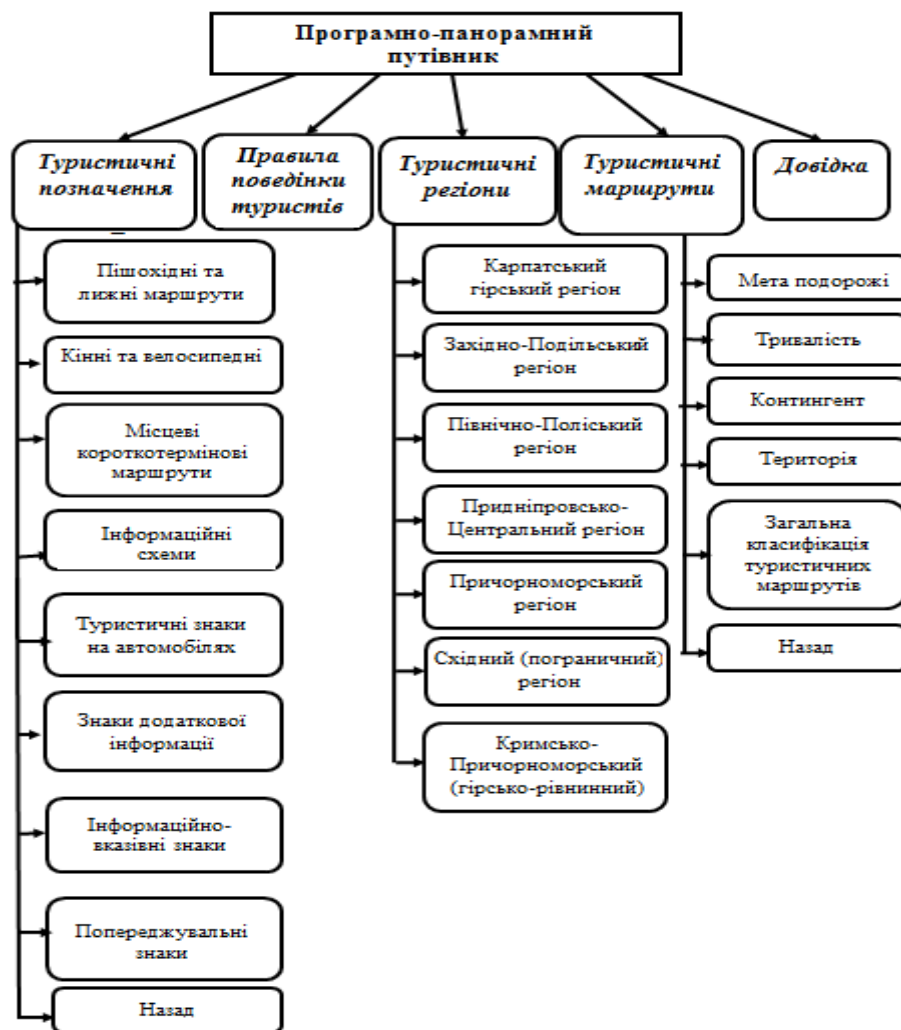 Програмно-панорамний
путівник
Туристичні
позначення
Правила
поведінки
туристів
Туристичні
регіони
Туристичні
маршрути
Довідка
Пішохідні та
лижні маршрути
Кінні та велосипедні
Місцеві
короткотермінові
маршрути
Інформаційні
схеми
Туристичні знаки
на автомобілях
Знаки додаткової
інформації
Інформаційно-
вказівні знаки
Попереджувальні
знаки
Назад
Карпатський
гірський регіон
Західно-Подільський
регіон
Північно-Поліський
регіон
Придніпровсько-
Центральний регіон
Причорноморський
регіон
Східний (пограничний)
регіон
Кримсько-
Причорноморський
(гірсько-рівнинний)
Мета подорожі
Тривалість
Контингент
Територія
Загальна
класифікація
туристичних
маршрутів
Назад